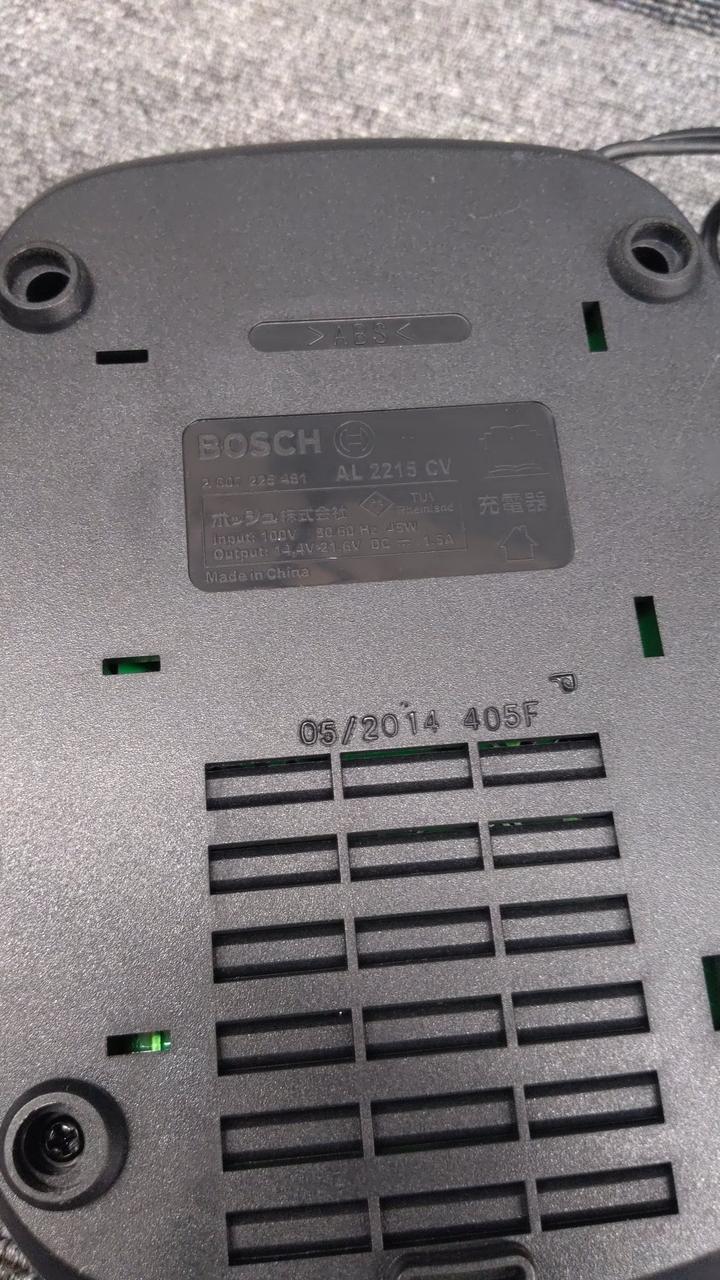 >ABS<
BOSCH
2 607 225 481 AL 2215 CV
ボッシュ株式会社 TÜV Rheinland 充電器
Input: 100V 50.60 Hz 45W
Output: 14,4V-21,6V DC 1.5A
Made in China
P
05/2014 405F